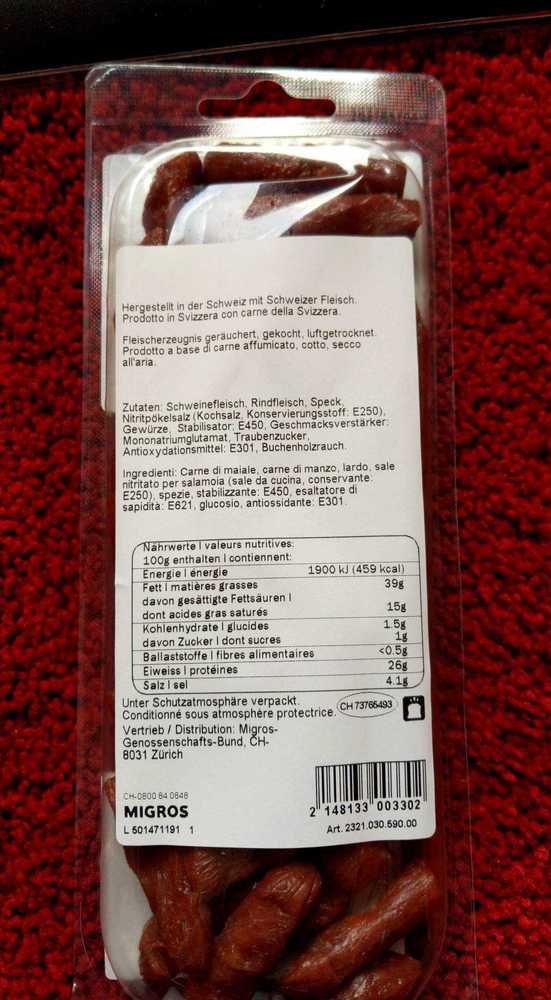 Hergestellt in der Schweiz mit Schweizer Fleisch.
Prodotto in Svizzera con carne della Svizzera.
Fleischerzeugnis geräuchert, gekocht, luftgetrocknet.
Prodotto a base di carne affumicato, cotto, secco
all'aria.
Zutaten: Schweinefleisch, Rindfleisch, Speck,
Nitritpökelsalz (Kochsalz, Konservierungsstoff: E250),
Gewürze, Stabilisator: E450, Geschmacksverstärker:
Mononatriumglutamat, Traubenzucker,
Antioxydationsmittel: E301, Buchenholzrauch.
Ingredienti: Carne di maiale, carne di manzo, lardo, sale
nitritato per salamoia (sale da cucina, conservante:
E250), spezie, stabilizzante: E450, esaltatore di
sapidità: E621, glucosio, antiossidante: E301.
Nährwerte | valeurs nutritives:
100g enthalten | contiennent:
Energie | énergie 1900 kJ (459 kcal)
Fett | matières grasses 39g
davon gesättigte Fettsäuren |
dont acides gras saturés 15g
Kohlenhydrate | glucides 1.5g
davon Zucker | dont sucres 1g
Ballaststoffe | fibres alimentaires <0.5g
Eiweiss | protéines 26g
Salz | sel 4.1g
Unter Schutzatmosphäre verpackt.
Conditionné sous atmosphère protectrice. CH 73765493
Vertrieb / Distribution: Migros-
Genossenschafts-Bund, CH-
8031 Zürich
CH-0800 84 0848
MIGROS
L 501471191 1
2 148133 003302
Art. 2321.030.590.00